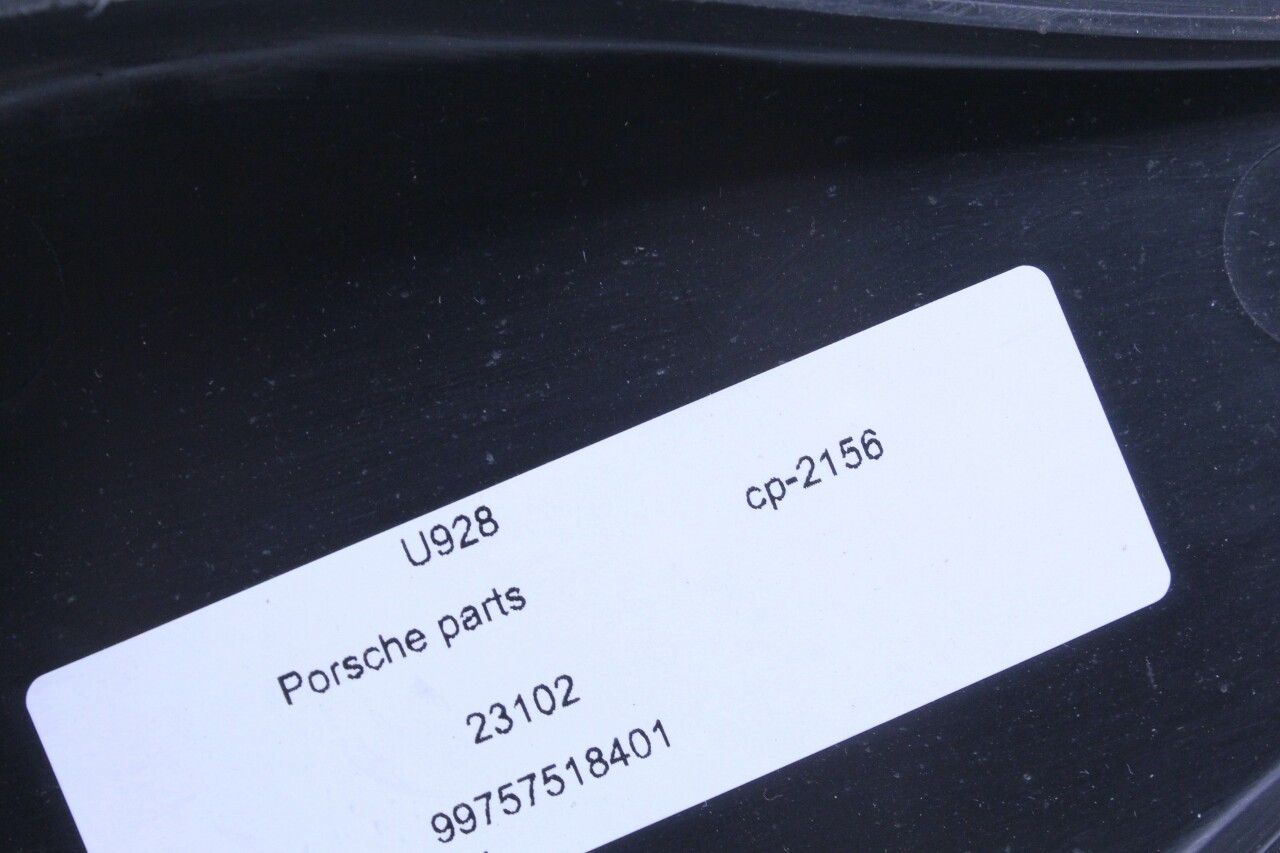 U928
cp-2156
Porsche parts
23102
99757518401